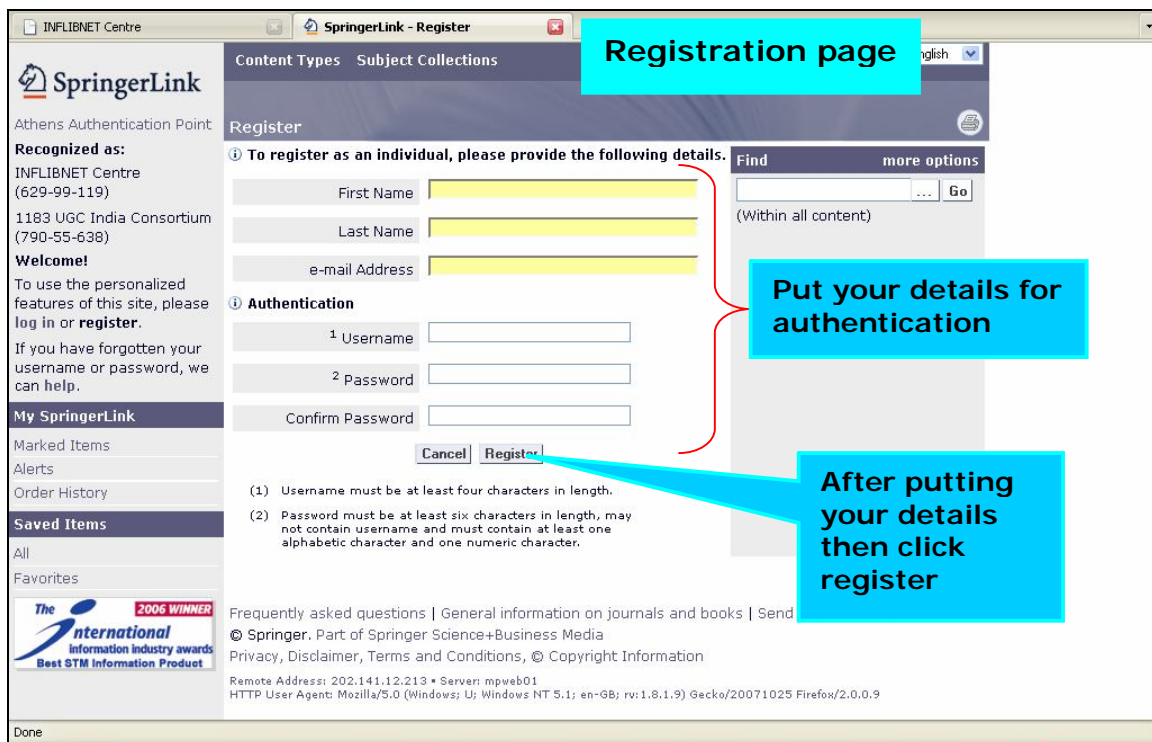 INFLIBNET Centre
SpringerLink - Register
Registration page
SpringerLink
Athens Authentication Point
Recognized as:
INFLIBNET Centre
(629-99-119)
1183 UGC India Consortium
(790-55-638)
Welcome!
To use the personalized
features of this site, please
log in or register.
If you have forgotten your
username or password, we
can help.
My SpringerLink
Marked Items
Alerts
Order History
Saved Items
All
Favorites
The 2006 WINNER
International
information industry awards
Best STM Information Product
Content Types Subject Collections
Register
To register as an individual, please provide the following details.
First Name
Last Name
e-mail Address
Authentication
1 Username
2 Password
Confirm Password
Cancel Register
(1) Username must be at least four characters in length.
(2) Password must be at least six characters in length, may
not contain username and must contain at least one
alphabetic character and one numeric character.
Find more options
... Go
(Within all content)
Put your details for
authentication
After putting
your details
then click
register
Frequently asked questions | General information on journals and books | Send
© Springer. Part of Springer Science+Business Media
Privacy, Disclaimer, Terms and Conditions, © Copyright Information
Remote Address: 202.141.12.213 • Server: mpweb01
HTTP User Agent: Mozilla/5.0 (Windows; U; Windows NT 5.1; en-GB; rv:1.8.1.9) Gecko/20071025 Firefox/2.0.0.9
Done